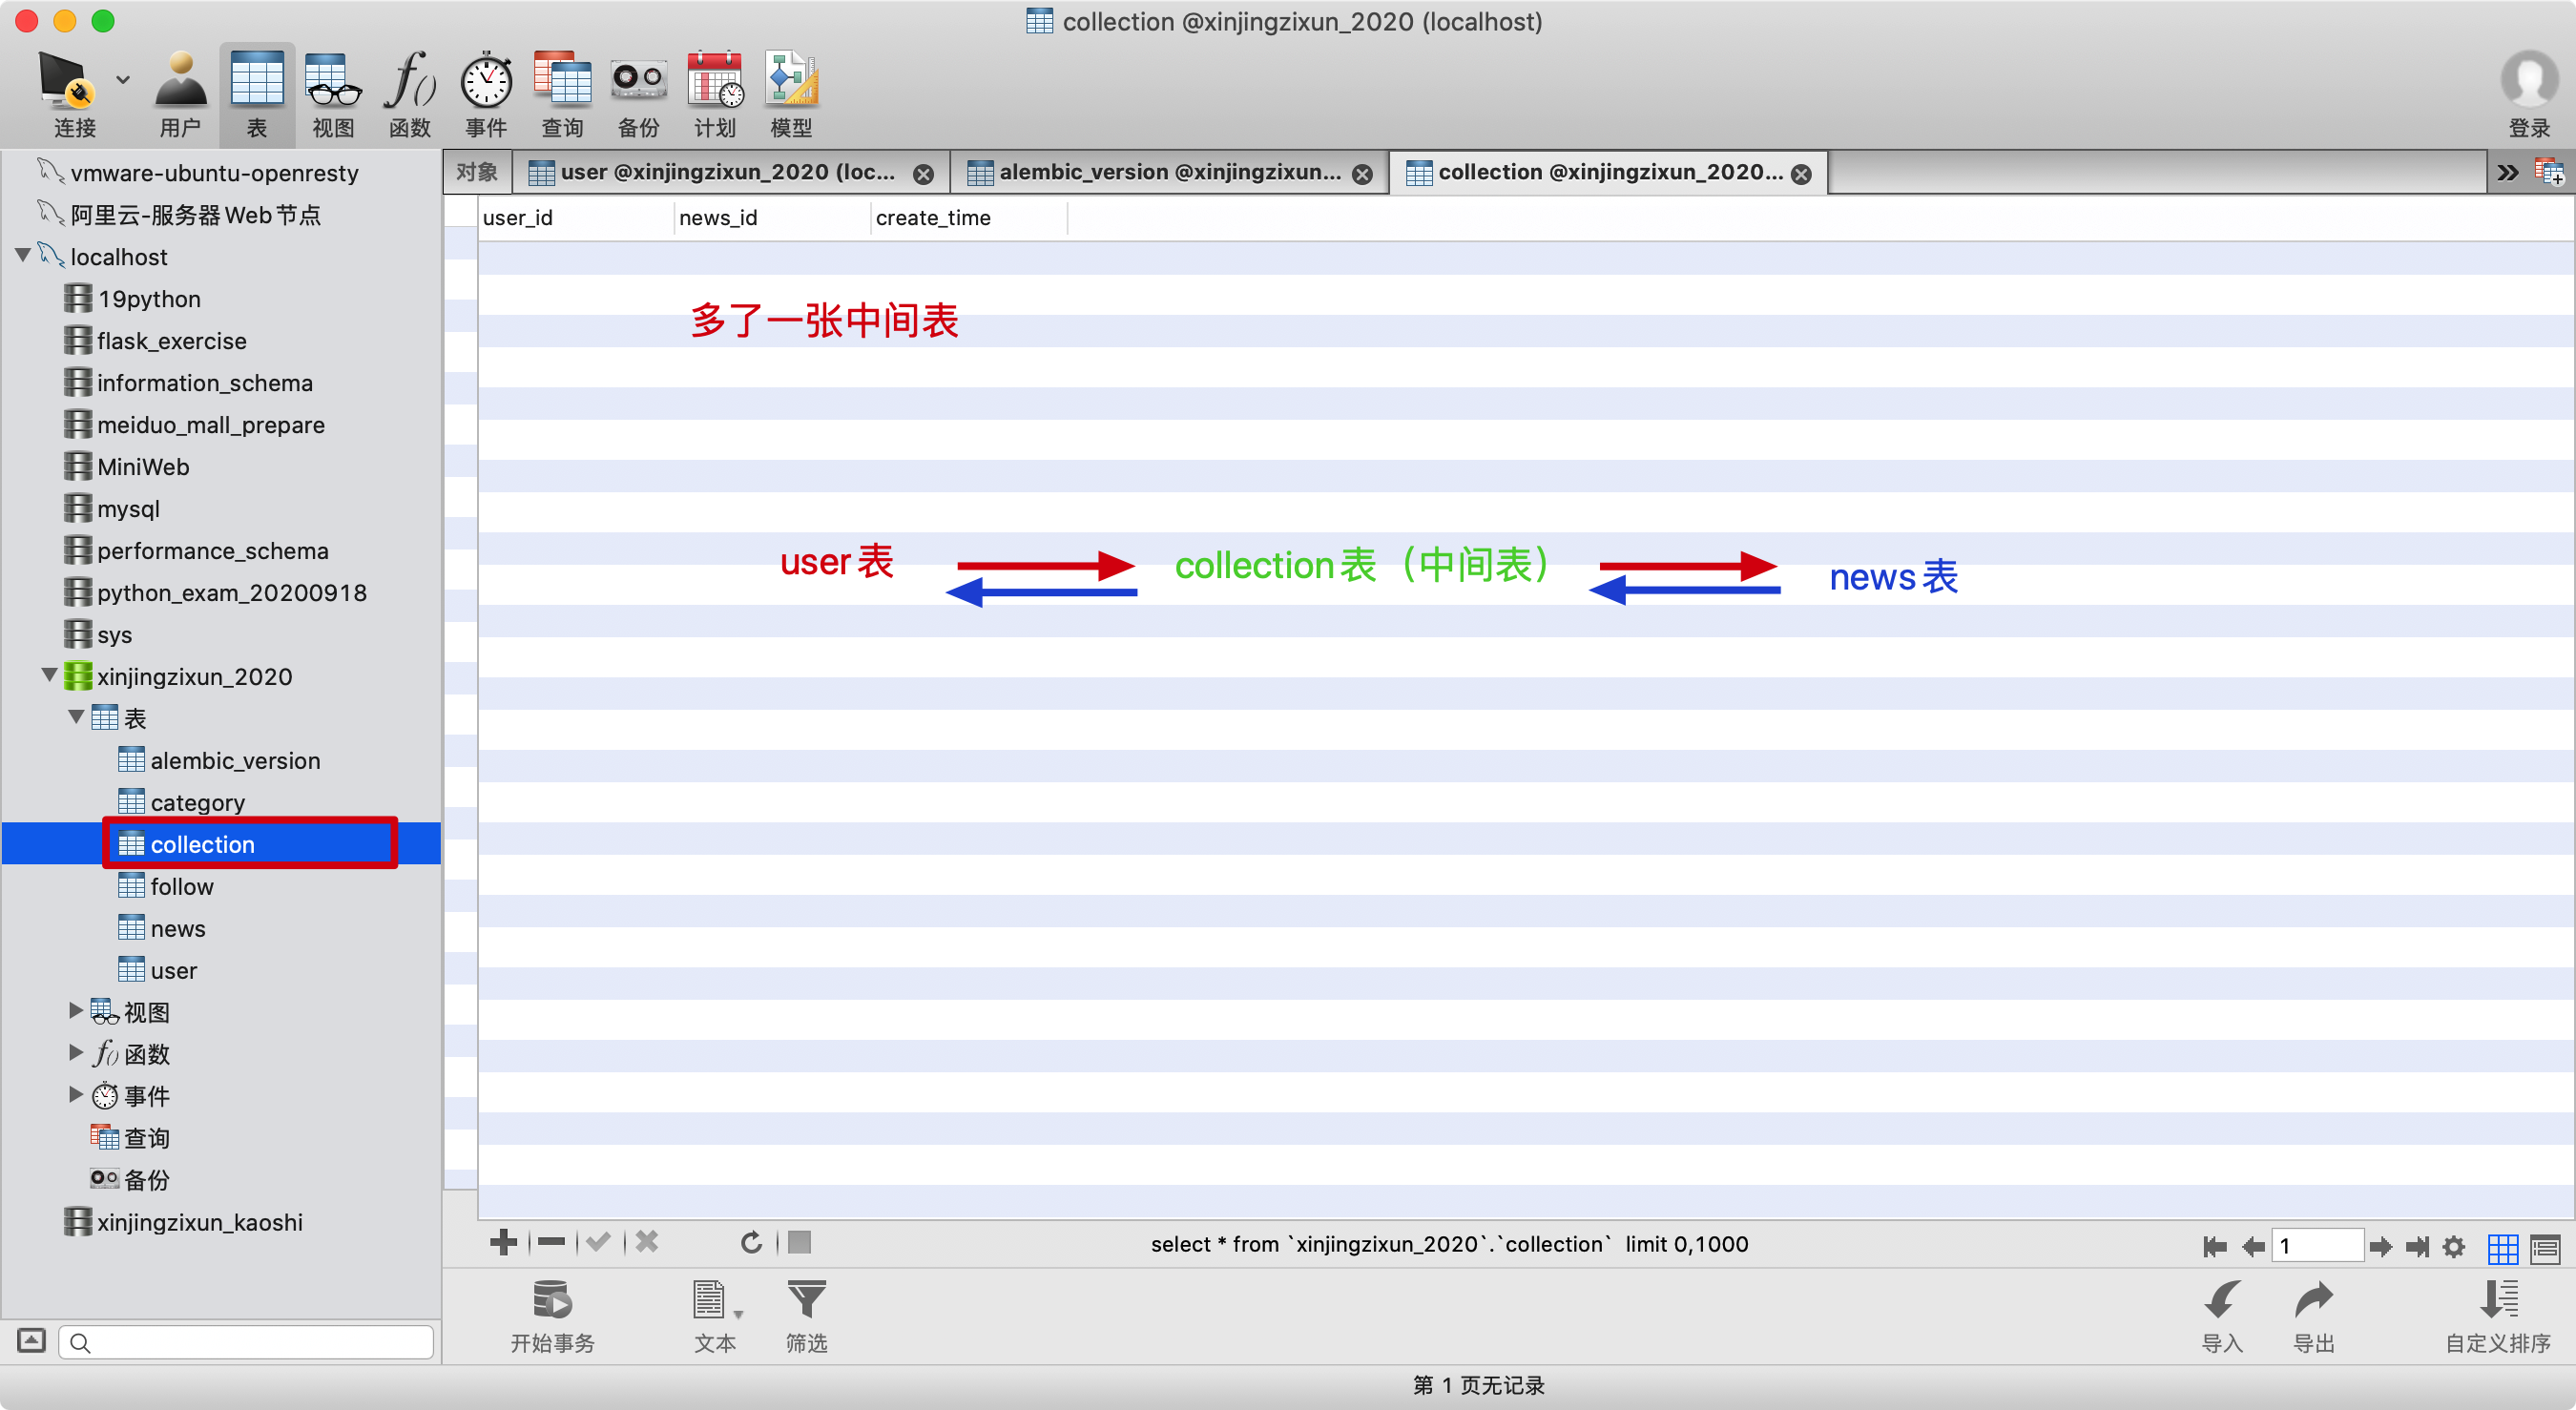 collection @xinjingzixun_2020 (localhost)
连接 用户 表 视图 函数 事件 查询 备份 计划 模型 登录
vmware-ubuntu-openresty
阿里云-服务器Web节点
localhost
19python
flask_exercise
information_schema
meiduo_mall_prepare
MiniWeb
mysql
performance_schema
python_exam_20200918
sys
xinjingzixun_2020
表
alembic_version
category
collection
follow
news
user
视图
函数
事件
查询
备份
xinjingzixun_kaoshi
对象 user @xinjingzixun_2020 (loc... alembic_version @xinjingzixun... collection @xinjingzixun_2020...
user_id news_id create_time
多了一张中间表
user表 collection表（中间表） news表
select * from `xinjingzixun_2020`.`collection` limit 0,1000
1
开始事务 文本 筛选 导入 导出 自定义排序
第 1 页无记录